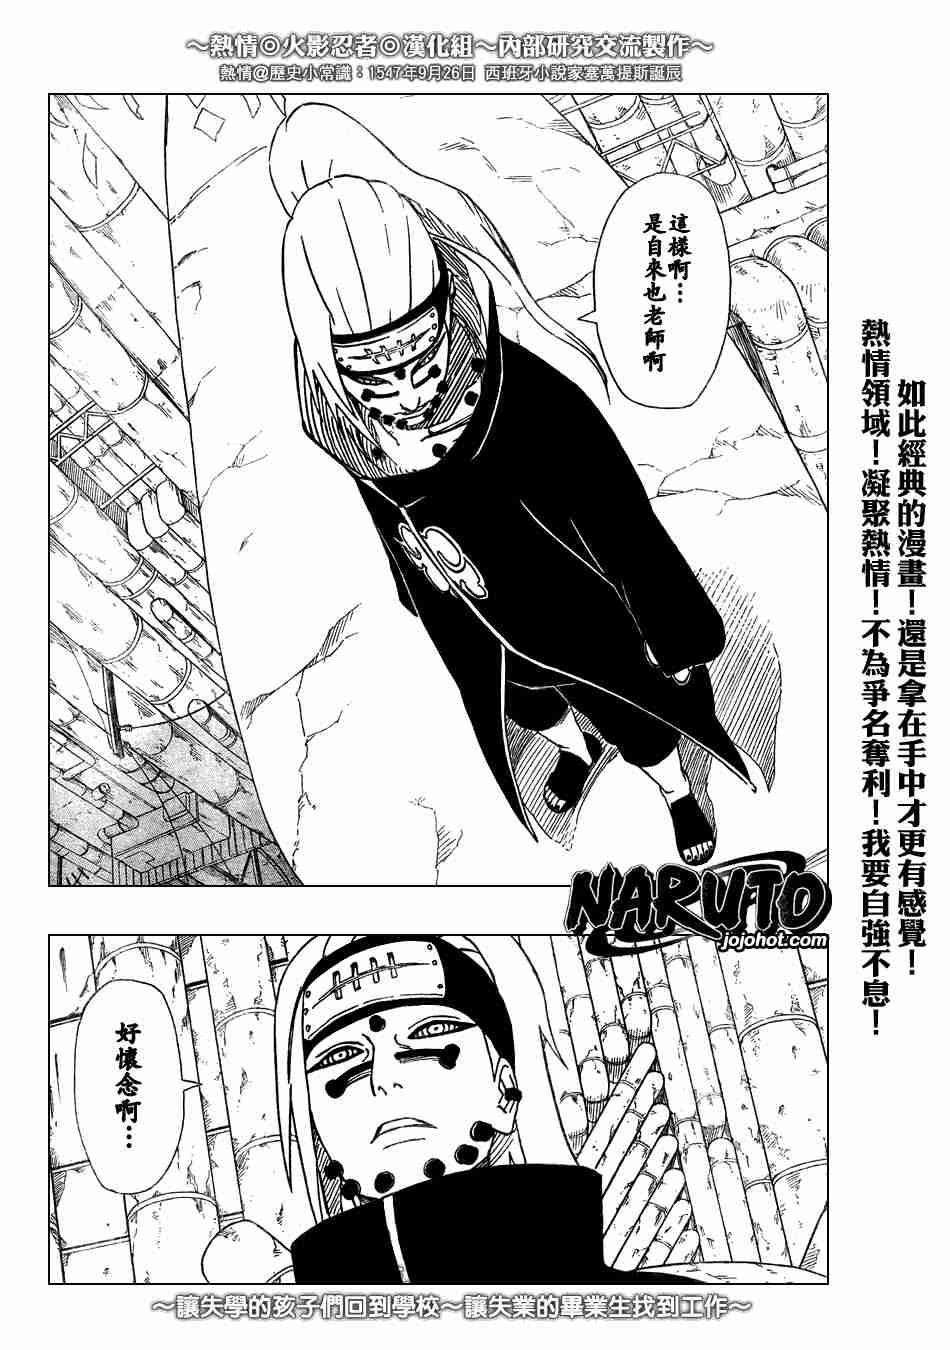 ～熱情◎火影忍者◎漢化組～內部研究交流製作～
熱情@歷史小常識：1547年9月26日 西班牙小說家塞萬提斯誕辰
這樣啊…
是自來也老師啊
如此經典的漫畫！還是拿在手中才更有感覺！
熱情領域！凝聚熱情！不為爭名奪利！我要自強不息！
NARUTO
jojohot.com
好懷念啊…
～讓失學的孩子們回到學校～讓失業的畢業生找到工作～